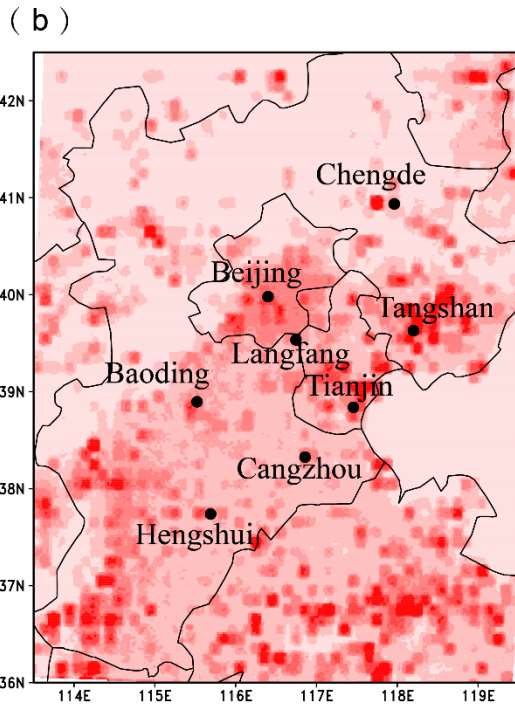 （b）
42N
Chengde
41N
Beijing
40N
Tangshan
Langfang
Baoding
Tianjin
39N
Cangzhou
38N
Hengshui
37N
36N
114E 115E 116E 117E 118E 119E